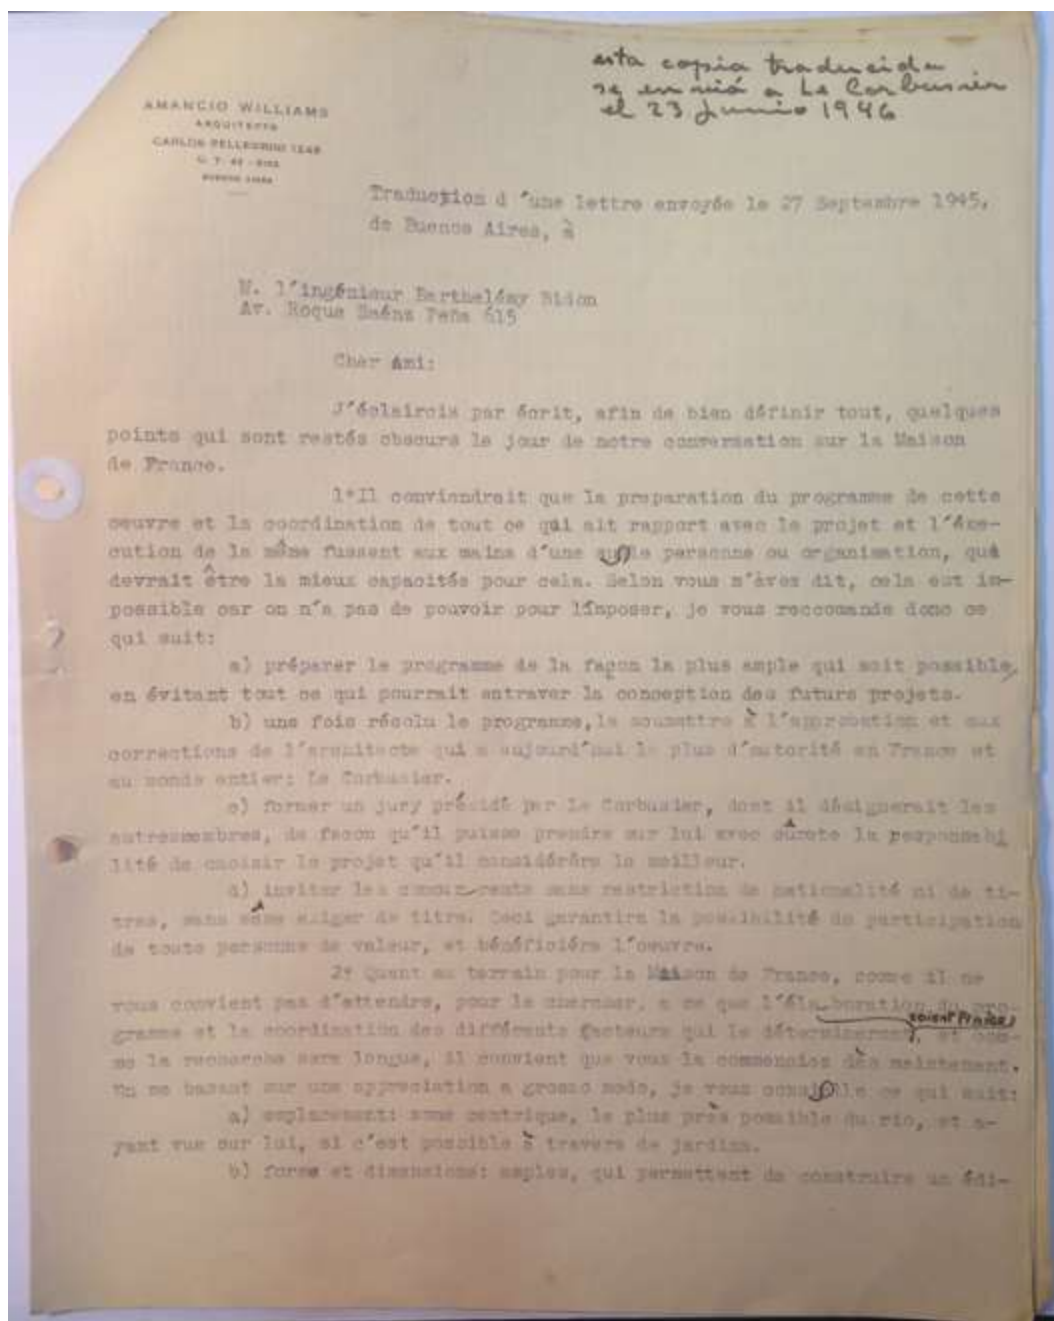 esta copia traducida
se envió a Le Corbusier
el 23 Junio 1946
AMANCIO WILLIAMS
ARQUITECTO
CARLOS PELLEGRINI
BUENOS AIRES
Traduction d'une lettre envoyée le 27 Septembre 1945,
de Buenos Aires, à
M. l'ingénieur Barthelémy Bidon
Av. Roque Saénz Peña 615
Cher Ami:
J'éclaircis par écrit, afin de bien définir tout, quelques
points qui sont restés obscurs le jour de notre conversation sur la Maison
de France.
1°Il conviendrait que la preparation du programme de cette
oeuvre et la coordination de tout ce qui ait rapport avec le projet et l'éxe-
cution de la même fussent aux mains d'une personne ou organisation, qui
devrait être la mieux capacités pour cela. Selon vous m'avez dit, cela est im-
possible car on n'a pas de pouvoir pour l'imposer, je vous reccomande donc ce
qui suit:
a) préparer le programme de la façon la plus ample qui soit possible,
en évitant tout ce qui pourrait entraver la conception des futurs projets.
b) une fois résolu le programme, le soumettre à l'approbation et aux
corrections de l'architecte qui a aujourd'hui le plus d'autorité en France et
au monde entier: Le Corbusier.
c) former un jury présidé par Le Corbusier, dont il désignerait les
autresmembres, de facon qu'il puisse prendre sur lui avec sûrete la responsabi
lité de choisir le projet qu'il considérêra le meilleur.
d) inviter les concurrents sans restriction de nationalité ni de ti-
tres, sans même exiger de titre. Ceci garantira la possibilité de participation
de toute personne de valeur, et bénéficiéra l'oeuvre.
2° Quant au terrain pour la Maison de France, comme il ne
vous convient pas d'attendre, pour le chercher, a ce que l'élaboration du pro-
gramme et la coordination des différents facteurs qui le détermineront, et com-
soient finies
me la recherche sera longue, il convient que vous la commencies dès maintenant.
En me basant sur une appreciation a grosso modo, je vous conseille ce qui suit:
a) emplacement: zone centrique, le plus près possible du rio, et a-
yant vue sur lui, si c'est possible à travers de jardins.
b) forme et dimensions: amples, qui permettent de construire un édi-